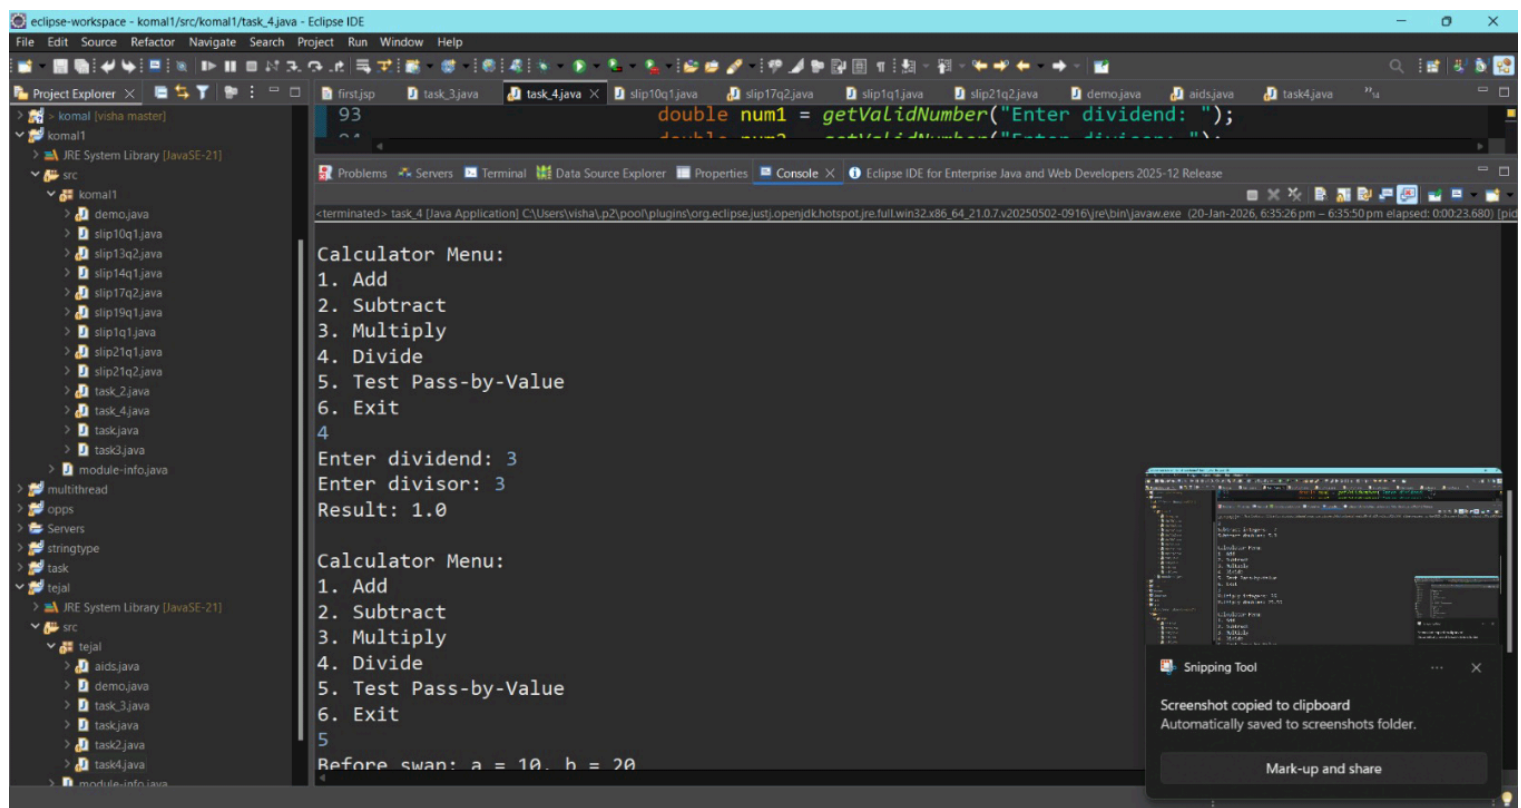 eclipse-workspace - komal1/src/komal1/task_4.java - Eclipse IDE
File Edit Source Refactor Navigate Search Project Run Window Help
Project Explorer
first.jsp task_3.java task_4.java slip10q1.java slip17q2.java slip1q1.java slip21q2.java demo.java aids.java task4.java
> komal [visha master]
komal1
JRE System Library [JavaSE-21]
src
komal1
demo.java
slip10q1.java
slip13q2.java
slip14q1.java
slip17q2.java
slip19q1.java
slip1q1.java
slip21q1.java
slip21q2.java
task_2.java
task_4.java
task.java
task3.java
module-info.java
multithread
opps
Servers
stringtype
task
tejal
JRE System Library [JavaSE-21]
src
tejal
aids.java
demo.java
task_3.java
task.java
task2.java
task4.java
module-info.java
93 double num1 = getValidNumber("Enter dividend: ");
94 double num2 = getValidNumber("Enter divisor: ");
Problems Servers Terminal Data Source Explorer Properties Console Eclipse IDE for Enterprise Java and Web Developers 2025-12 Release
<terminated> task_4 [Java Application] C:\Users\visha\.p2\pool\plugins\org.eclipse.justj.openjdk.hotspot.jre.full.win32.x86_64_21.0.7.v20250502-0916\jre\bin\javaw.exe (20-Jan-2026, 6:35:26 pm – 6:35:50 pm elapsed: 0:00:23.680) [pid
Calculator Menu:
1. Add
2. Subtract
3. Multiply
4. Divide
5. Test Pass-by-Value
6. Exit
4
Enter dividend: 3
Enter divisor: 3
Result: 1.0
Calculator Menu:
1. Add
2. Subtract
3. Multiply
4. Divide
5. Test Pass-by-Value
6. Exit
5
Before swap: a = 10, b = 20
Snipping Tool
Screenshot copied to clipboard
Automatically saved to screenshots folder.
Mark-up and share